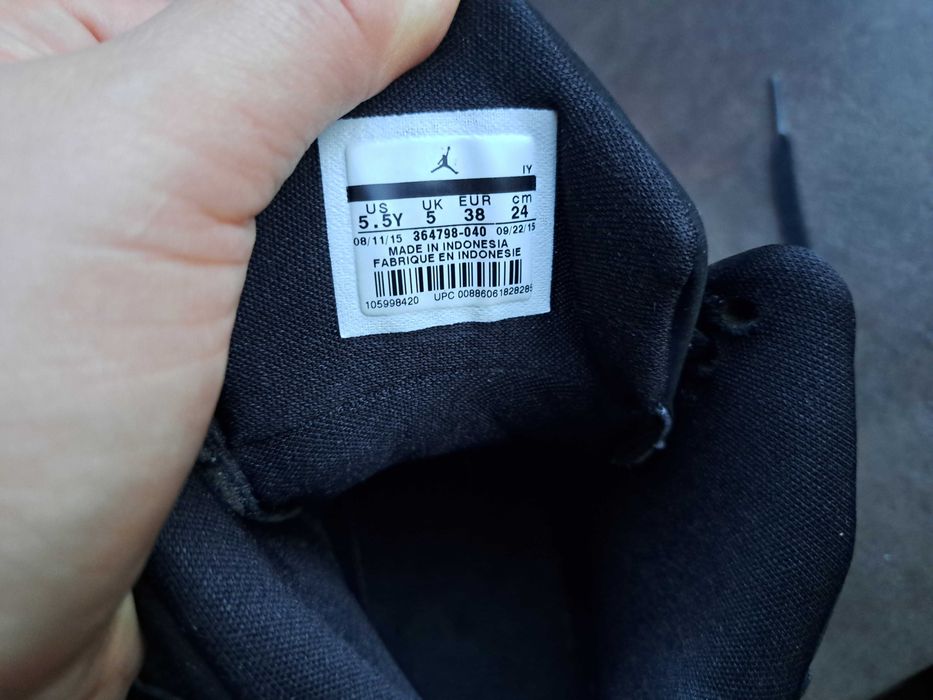 IY
US UK EUR cm
5.5Y 5 38 24
08/11/15 364798-040 09/22/15
MADE IN INDONESIA
FABRIQUE EN INDONESIE
105998420 UPC 00886061828285